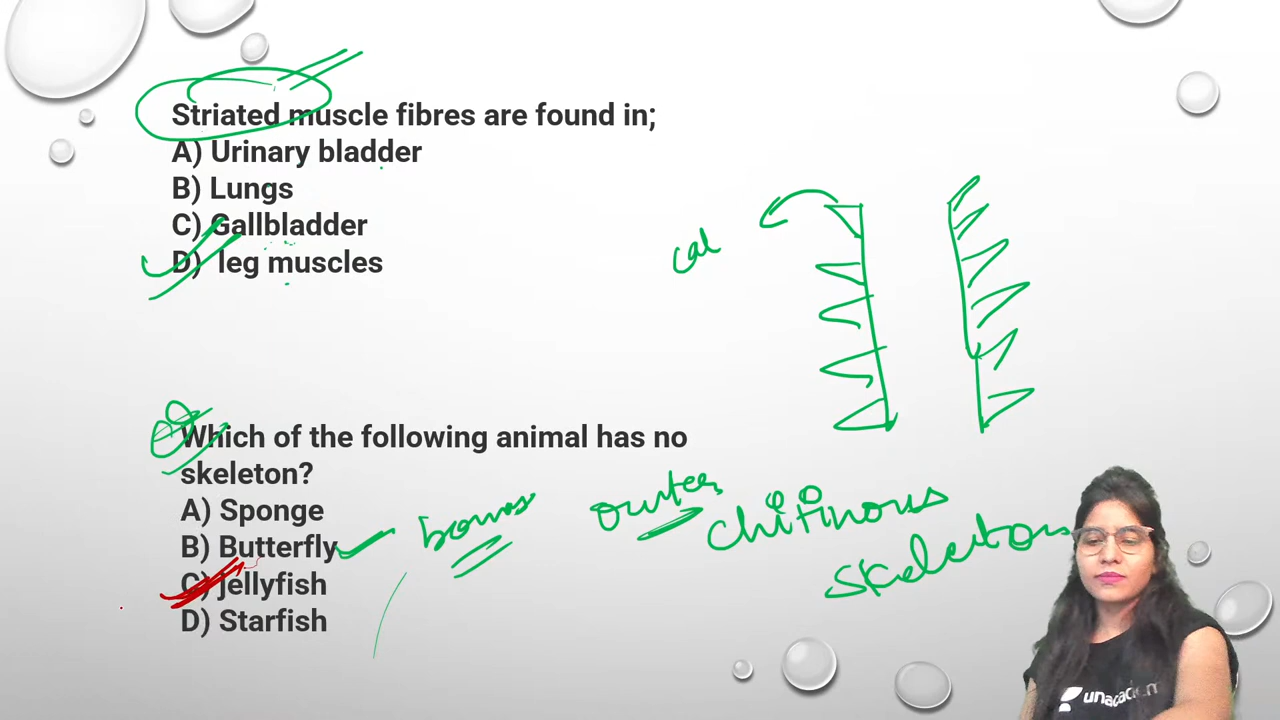 Striated muscle fibres are found in;
A) Urinary bladder
B) Lungs
C) Gallbladder
D) leg muscles
cal
Which of the following animal has no
skeleton?
A) Sponge
B) Butterfly
C) jellyfish
D) Starfish
outer
chitinous
skeleton
unacademy